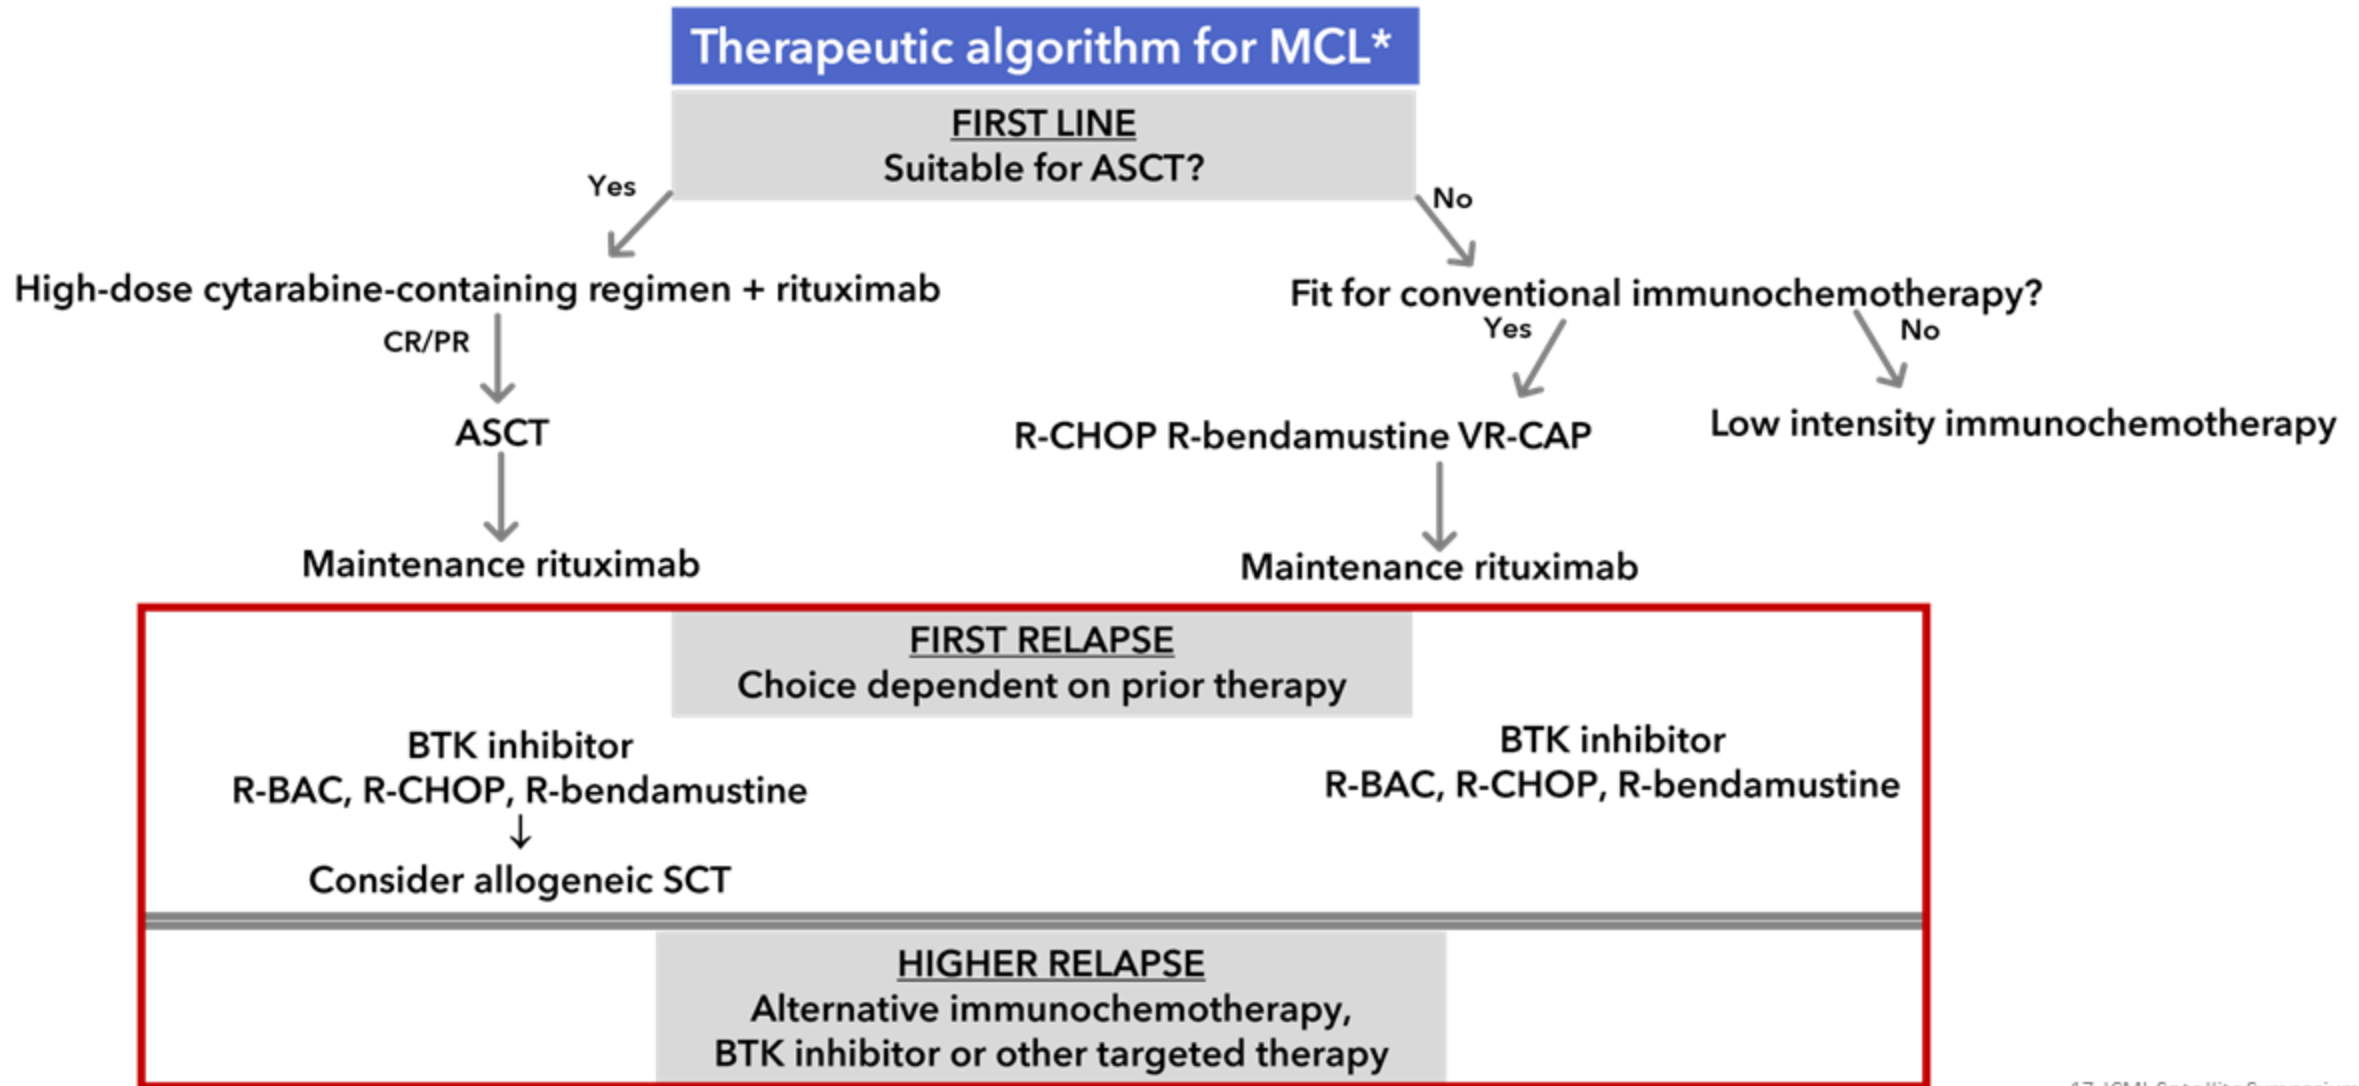 Therapeutic algorithm for MCL*
FIRST LINE
Suitable for ASCT?
Yes
No
High-dose cytarabine-containing regimen + rituximab
Fit for conventional immunochemotherapy?
CR/PR
Yes
No
ASCT
R-CHOP R-bendamustine VR-CAP
Low intensity immunochemotherapy
Maintenance rituximab
Maintenance rituximab
FIRST RELAPSE
Choice dependent on prior therapy
BTK inhibitor
R-BAC, R-CHOP, R-bendamustine
↓
Consider allogeneic SCT
BTK inhibitor
R-BAC, R-CHOP, R-bendamustine
HIGHER RELAPSE
Alternative immunochemotherapy,
BTK inhibitor or other targeted therapy